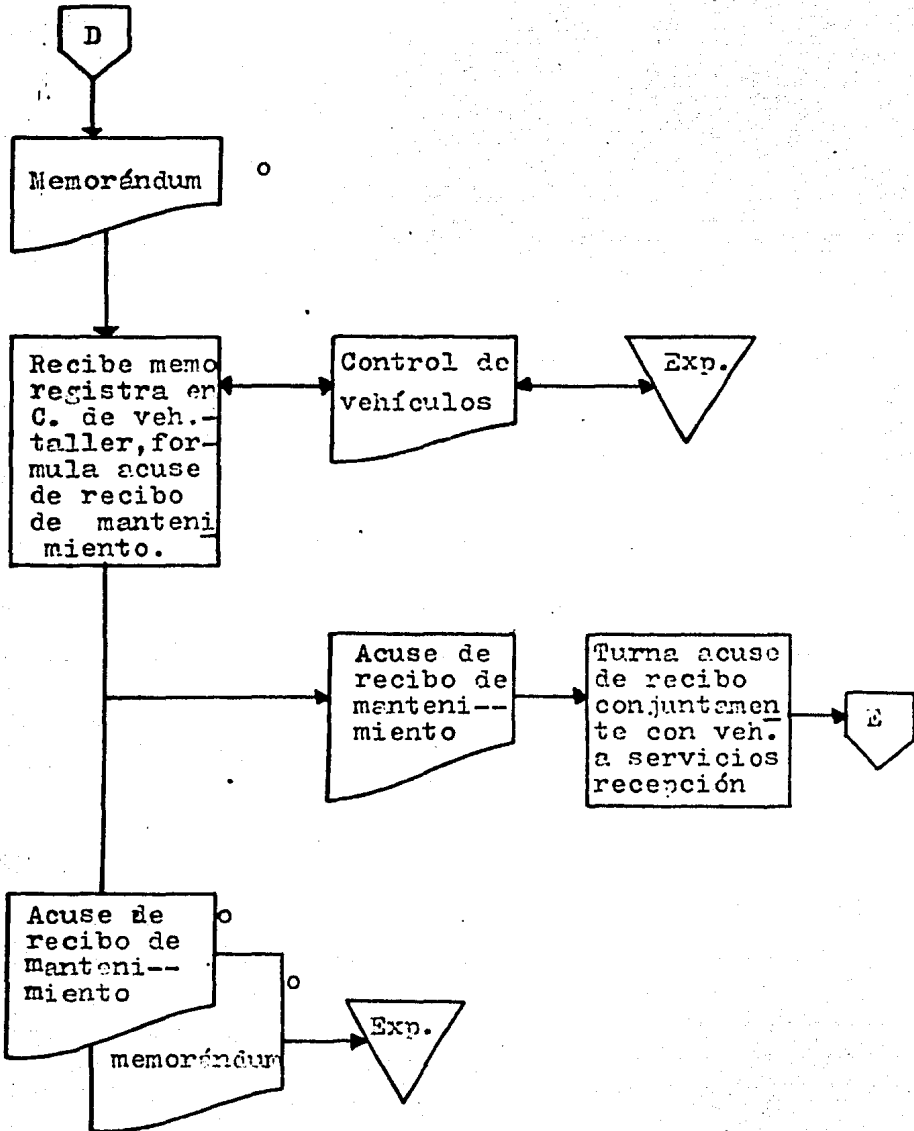 D
Memorándum
o
Recibe memo
registra en
C. de veh.-
taller,for-
mula acuse
de recibo
de manteni
miento.
Control de
vehículos
Exp.
Acuse de
recibo de
manteni--
miento
Turna acuse
de recibo
conjuntamen
te con veh.
a servicios
recepción
E
Acuse de
recibo de
manteni--
miento
o
o
memorándum
Exp.